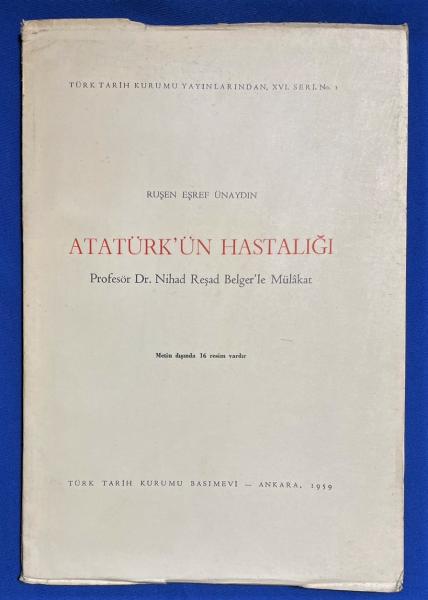 TÜRK TARİH KURUMU YAYINLARINDAN, XVI. SERİ, No. 1
RUŞEN EŞREF ÜNAYDIN
ATATÜRK'ÜN HASTALIĞI
Profesör Dr. Nihad Reşad Belger'le Mülâkat
Metin dışında 16 resim vardır
TÜRK TARİH KURUMU BASIMEVİ — ANKARA, 1959